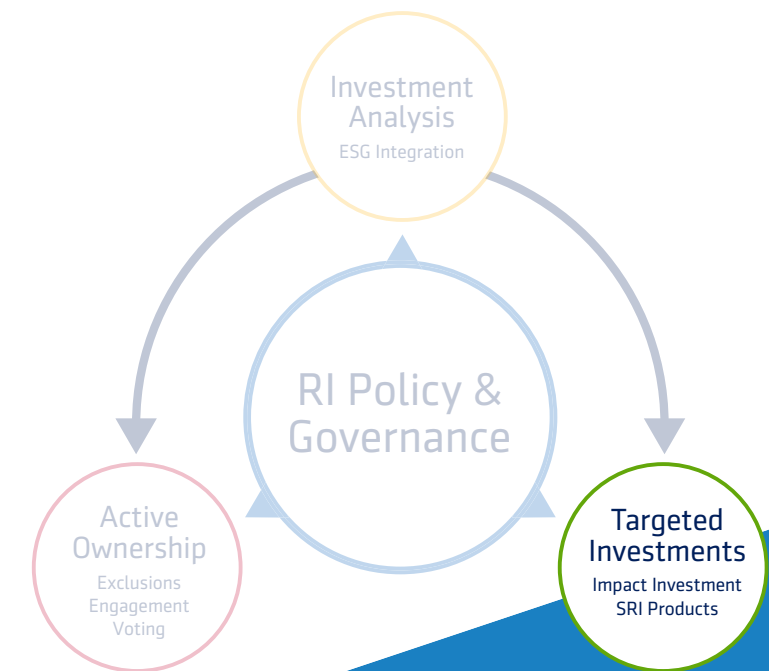 Investment
Analysis
ESG Integration
RI Policy &
Governance
Active
Ownership
Exclusions
Engagement
Voting
Targeted
Investments
Impact Investment
SRI Products